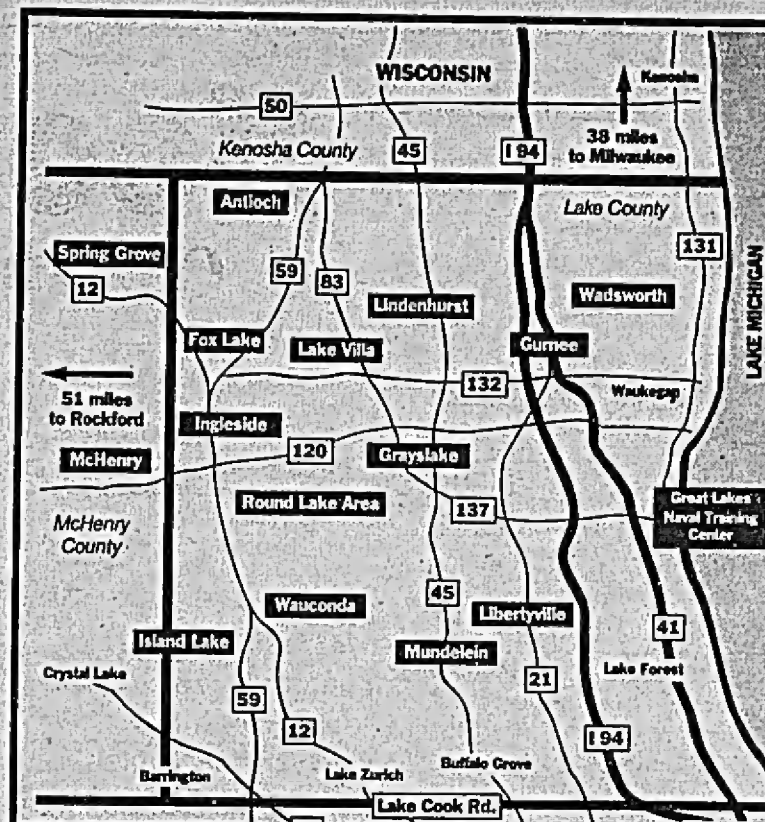 WISCONSIN
Kenosha
50
38 miles
to Milwaukee
Kenosha County
45
I 94
Antioch
Lake County
131
Spring Grove
12
59
83
Lindenhurst
Wadsworth
LAKE MICHIGAN
Fox Lake
Lake Villa
Gurnee
51 miles
to Rockford
132
Waukegan
Ingleside
120
McHenry
Grayslake
Round Lake Area
137
Great Lakes
Naval Training
Center
McHenry
County
45
Wauconda
Libertyville
Island Lake
41
Mundelein
Crystal Lake
Lake Forest
59
21
12
I 94
Barrington
Lake Zurich
Buffalo Grove
Lake Cook Rd.